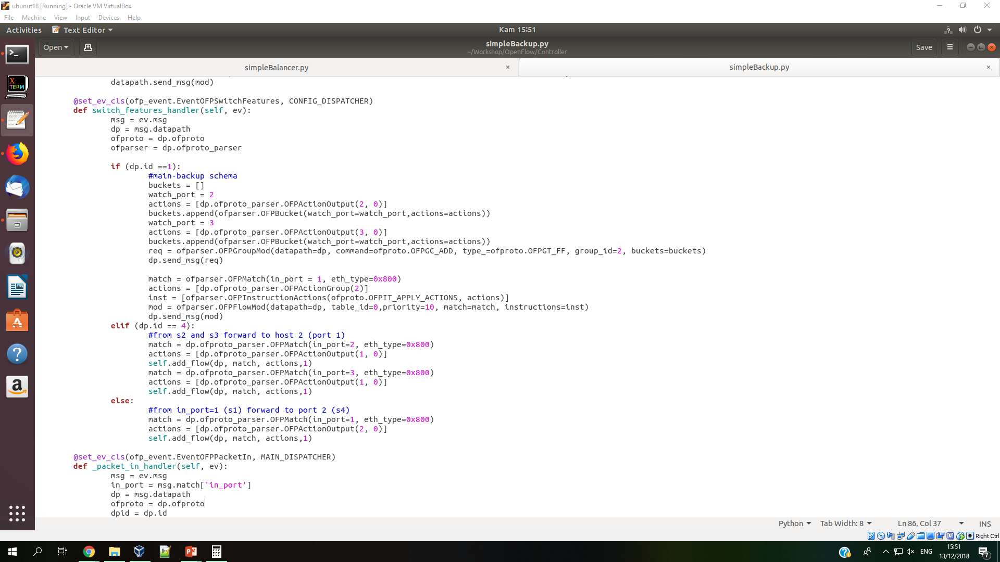 ubunut18 [Running] - Oracle VM VirtualBox
File Machine View Input Devices Help
Activities Text Editor Kam 15:51
Open simpleBackup.py Save
~/Workshop/OpenFlow/Controller
simpleBalancer.py × simpleBackup.py ×
datapath.send_msg(mod)
@set_ev_cls(ofp_event.EventOFPSwitchFeatures, CONFIG_DISPATCHER)
def switch_features_handler(self, ev):
msg = ev.msg
dp = msg.datapath
ofproto = dp.ofproto
ofparser = dp.ofproto_parser
if (dp.id ==1):
#main-backup schema
buckets = []
watch_port = 2
actions = [dp.ofproto_parser.OFPActionOutput(2, 0)]
buckets.append(ofparser.OFPBucket(watch_port=watch_port,actions=actions))
watch_port = 3
actions = [dp.ofproto_parser.OFPActionOutput(3, 0)]
buckets.append(ofparser.OFPBucket(watch_port=watch_port,actions=actions))
req = ofparser.OFPGroupMod(datapath=dp, command=ofproto.OFPGC_ADD, type_=ofproto.OFPGT_FF, group_id=2, buckets=buckets)
dp.send_msg(req)
match = ofparser.OFPMatch(in_port = 1, eth_type=0x800)
actions = [dp.ofproto_parser.OFPActionGroup(2)]
inst = [ofparser.OFPInstructionActions(ofproto.OFPIT_APPLY_ACTIONS, actions)]
mod = ofparser.OFPFlowMod(datapath=dp, table_id=0,priority=10, match=match, instructions=inst)
dp.send_msg(mod)
elif (dp.id == 4):
#from s2 and s3 forward to host 2 (port 1)
match = dp.ofproto_parser.OFPMatch(in_port=2, eth_type=0x800)
actions = [dp.ofproto_parser.OFPActionOutput(1, 0)]
self.add_flow(dp, match, actions,1)
match = dp.ofproto_parser.OFPMatch(in_port=3, eth_type=0x800)
actions = [dp.ofproto_parser.OFPActionOutput(1, 0)]
self.add_flow(dp, match, actions,1)
else:
#from in_port=1 (s1) forward to port 2 (s4)
match = dp.ofproto_parser.OFPMatch(in_port=1, eth_type=0x800)
actions = [dp.ofproto_parser.OFPActionOutput(2, 0)]
self.add_flow(dp, match, actions,1)
@set_ev_cls(ofp_event.EventOFPPacketIn, MAIN_DISPATCHER)
def _packet_in_handler(self, ev):
msg = ev.msg
in_port = msg.match['in_port']
dp = msg.datapath
ofproto = dp.ofproto
dpid = dp.id
Python Tab Width: 8 Ln 86, Col 37 INS
Right Ctrl
ENG 15:51
13/12/2018 7
X TERM